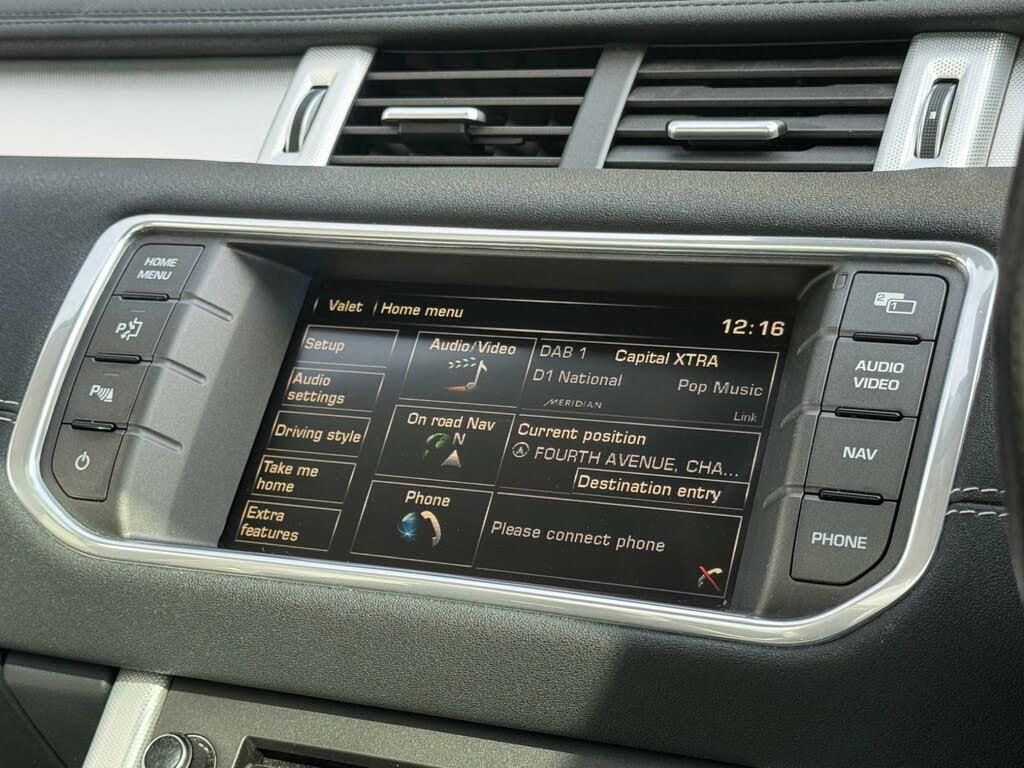 HOME
MENU
Valet
Home menu
12:16
Setup
Audio
settings
Driving style
Take me
home
Extra
features
Audio/Video
On road Nav
N
Phone
DAB 1
Capital XTRA
D1 National
Pop Music
MERIDIAN
Link
Current position
FOURTH AVENUE, CHA...
Destination entry
Please connect phone
P
P
2
1
AUDIO
VIDEO
NAV
PHONE